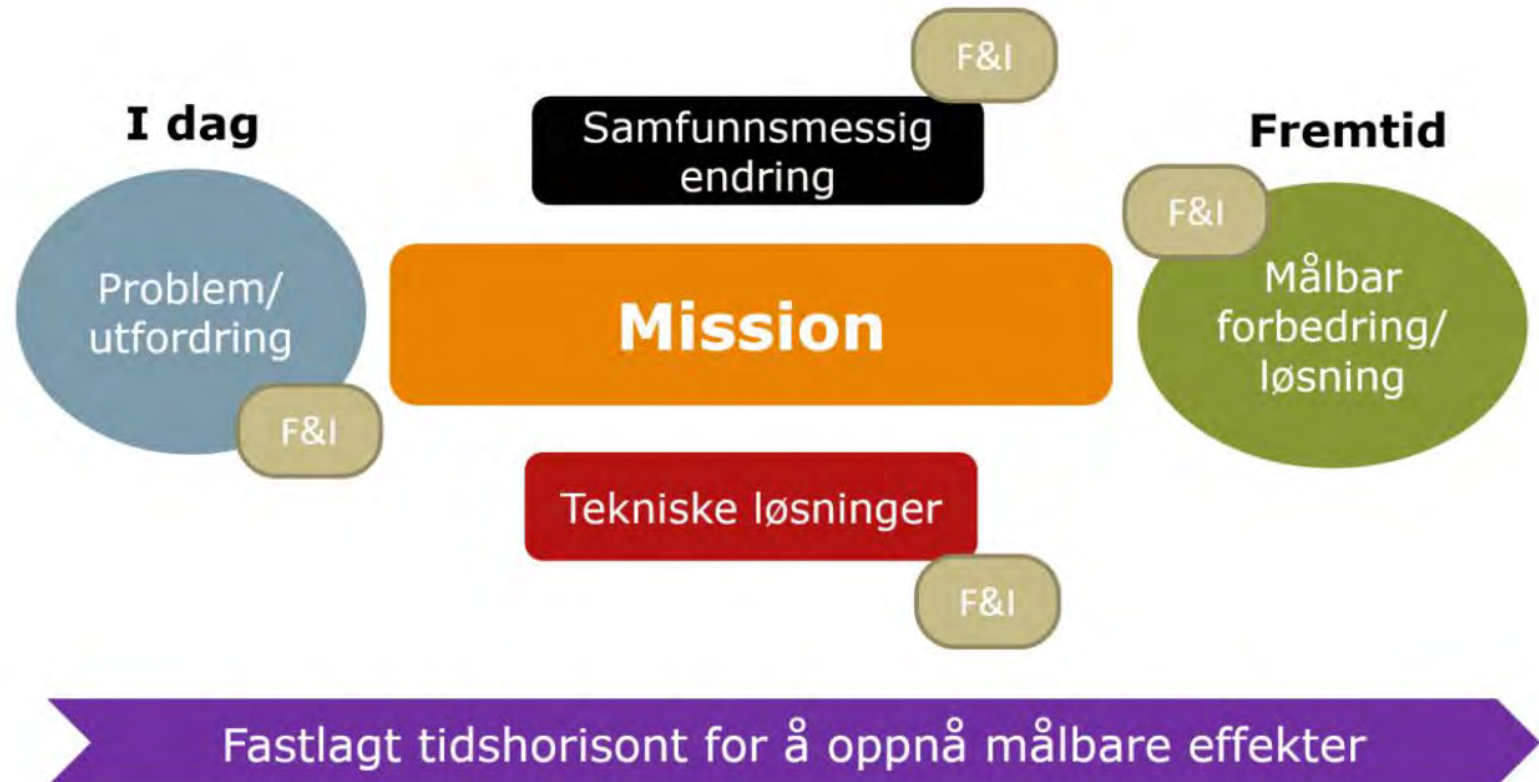 I dag
Problem/
utfordring
F&I
F&I
Samfunnsmessig
endring
Mission
Tekniske løsninger
F&I
Fremtid
F&I
Målbar
forbedring/
løsning
Fastlagt tidshorisont for å oppnå målbare effekter